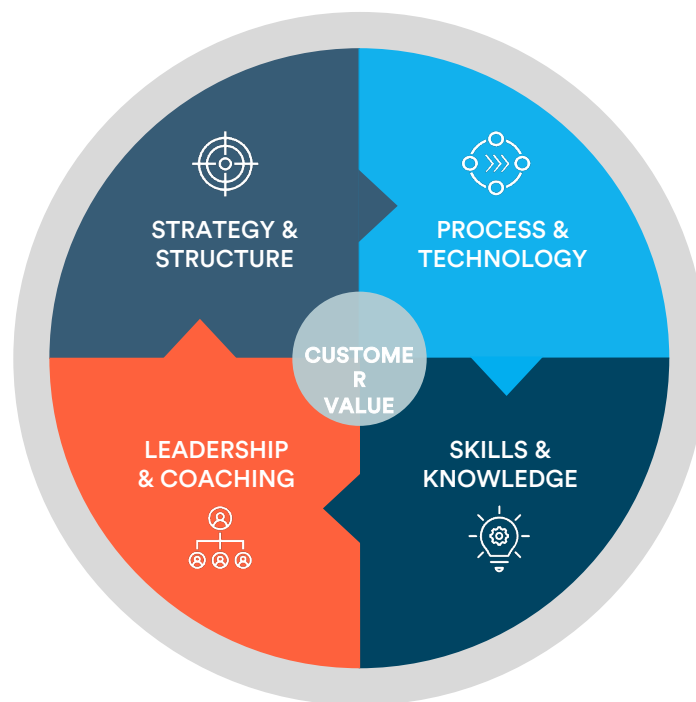 STRATEGY &
STRUCTURE
PROCESS &
TECHNOLOGY
CUSTOME
R
VALUE
LEADERSHIP
& COACHING
SKILLS &
KNOWLEDGE